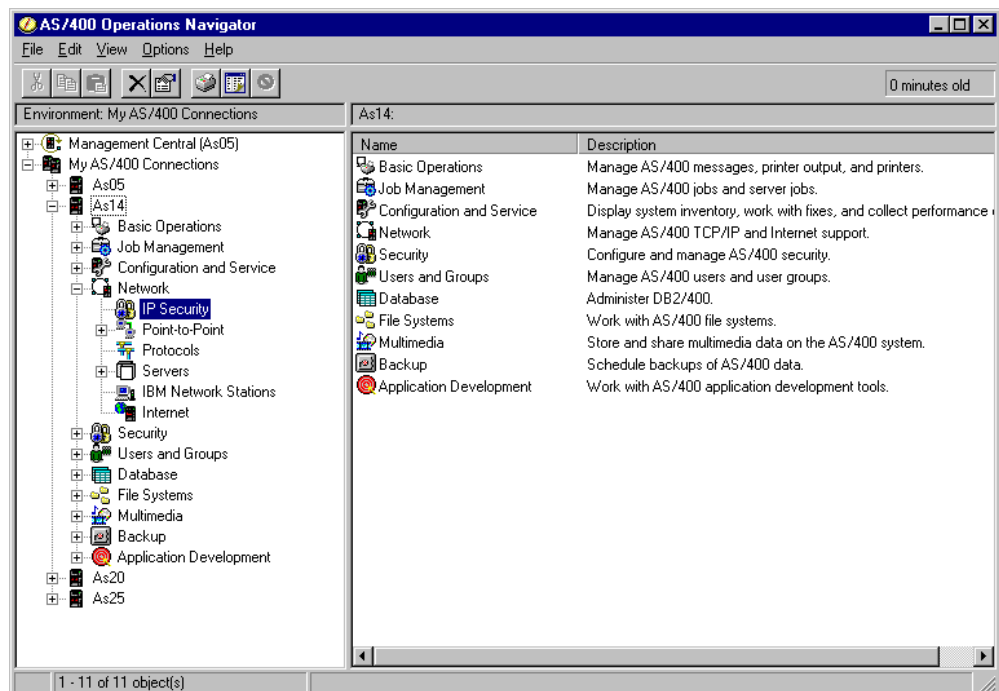 AS/400 Operations Navigator
File Edit View Options Help
0 minutes old
Environment: My AS/400 Connections
As14:
Management Central (As05)
My AS/400 Connections
As05
As14
Basic Operations
Job Management
Configuration and Service
Network
IP Security
Point-to-Point
Protocols
Servers
IBM Network Stations
Internet
Security
Users and Groups
Database
File Systems
Multimedia
Backup
Application Development
As20
As25
Name Description
Basic Operations Manage AS/400 messages, printer output, and printers.
Job Management Manage AS/400 jobs and server jobs.
Configuration and Service Display system inventory, work with fixes, and collect performance
Network Manage AS/400 TCP/IP and Internet support.
Security Configure and manage AS/400 security.
Users and Groups Manage AS/400 users and user groups.
Database Administer DB2/400.
File Systems Work with AS/400 file systems.
Multimedia Store and share multimedia data on the AS/400 system.
Backup Schedule backups of AS/400 data.
Application Development Work with AS/400 application development tools.
1 - 11 of 11 object(s)